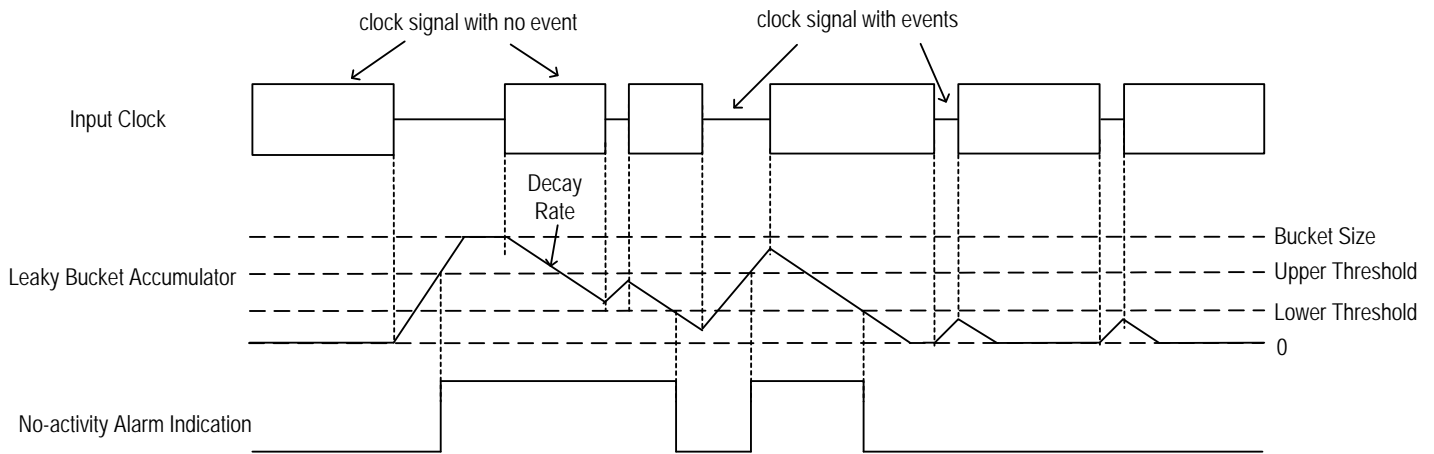 clock signal with no event
clock signal with events
Input Clock
Decay
Rate
Bucket Size
Leaky Bucket Accumulator
Upper Threshold
Lower Threshold
0
No-activity Alarm Indication